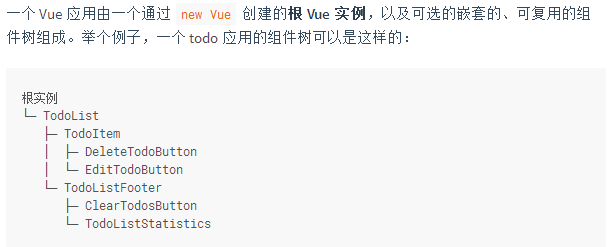 一个 Vue 应用由一个通过 new Vue 创建的根 Vue 实例，以及可选的嵌套的、可复用的组
件树组成。举个例子，一个 todo 应用的组件树可以是这样的：
根实例
└─ TodoList
   ├─ TodoItem
   │  ├─ DeleteTodoButton
   │  └─ EditTodoButton
   └─ TodoListFooter
      ├─ ClearTodosButton
      └─ TodoListStatistics